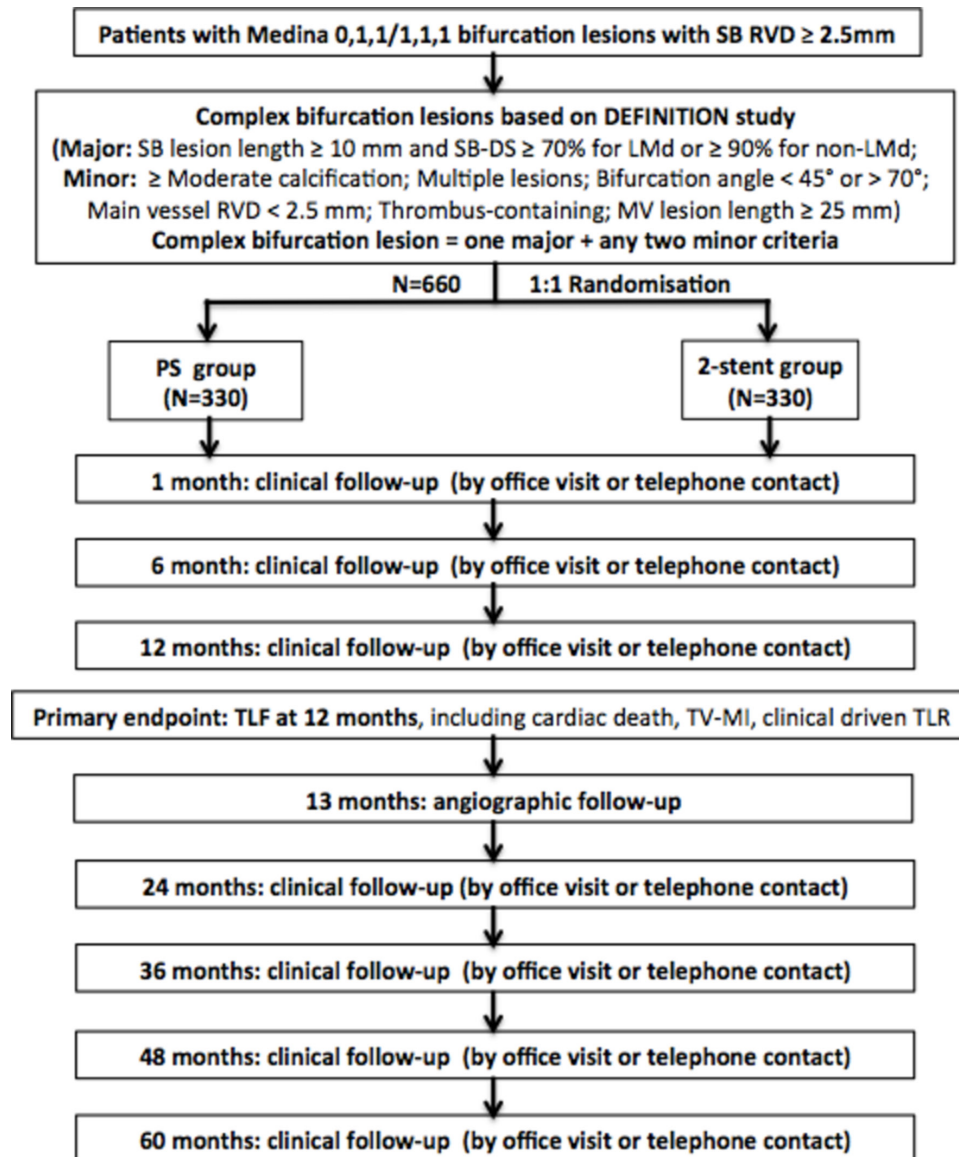 Patients with Medina 0,1,1/1,1,1 bifurcation lesions with SB RVD ≥ 2.5mm
Complex bifurcation lesions based on DEFINITION study
(Major: SB lesion length ≥ 10 mm and SB-DS ≥ 70% for LMd or ≥ 90% for non-LMd;
Minor: ≥ Moderate calcification; Multiple lesions; Bifurcation angle < 45° or > 70°;
Main vessel RVD < 2.5 mm; Thrombus-containing; MV lesion length ≥ 25 mm)
Complex bifurcation lesion = one major + any two minor criteria
N=660 1:1 Randomisation
PS group
(N=330)
2-stent group
(N=330)
1 month: clinical follow-up (by office visit or telephone contact)
6 month: clinical follow-up (by office visit or telephone contact)
12 months: clinical follow-up (by office visit or telephone contact)
Primary endpoint: TLF at 12 months, including cardiac death, TV-MI, clinical driven TLR
13 months: angiographic follow-up
24 months: clinical follow-up (by office visit or telephone contact)
36 months: clinical follow-up (by office visit or telephone contact)
48 months: clinical follow-up (by office visit or telephone contact)
60 months: clinical follow-up (by office visit or telephone contact)